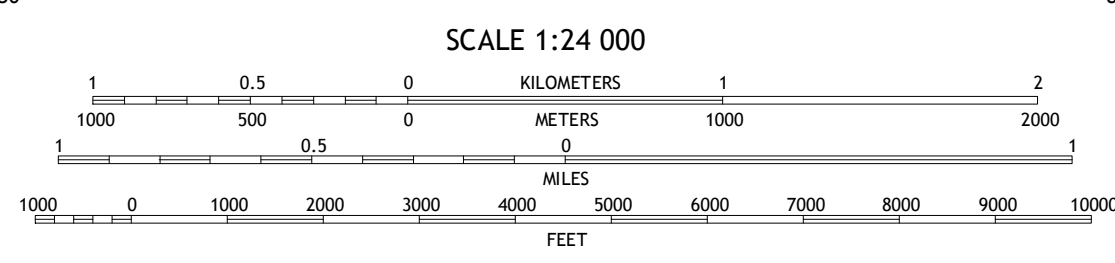 SCALE 1:24 000
1 0.5 0 KILOMETERS 1 2
1000 500 0 METERS 1000 2000
1 0.5 0 1
MILES
1000 0 1000 2000 3000 4000 5000 6000 7000 8000 9000 10000
FEET